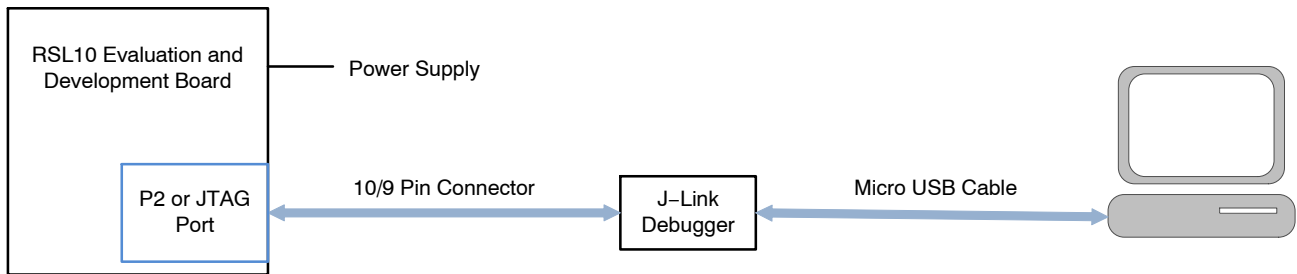 RSL10 Evaluation and
Development Board
Power Supply
P2 or JTAG
Port
10/9 Pin Connector
J−Link
Debugger
Micro USB Cable